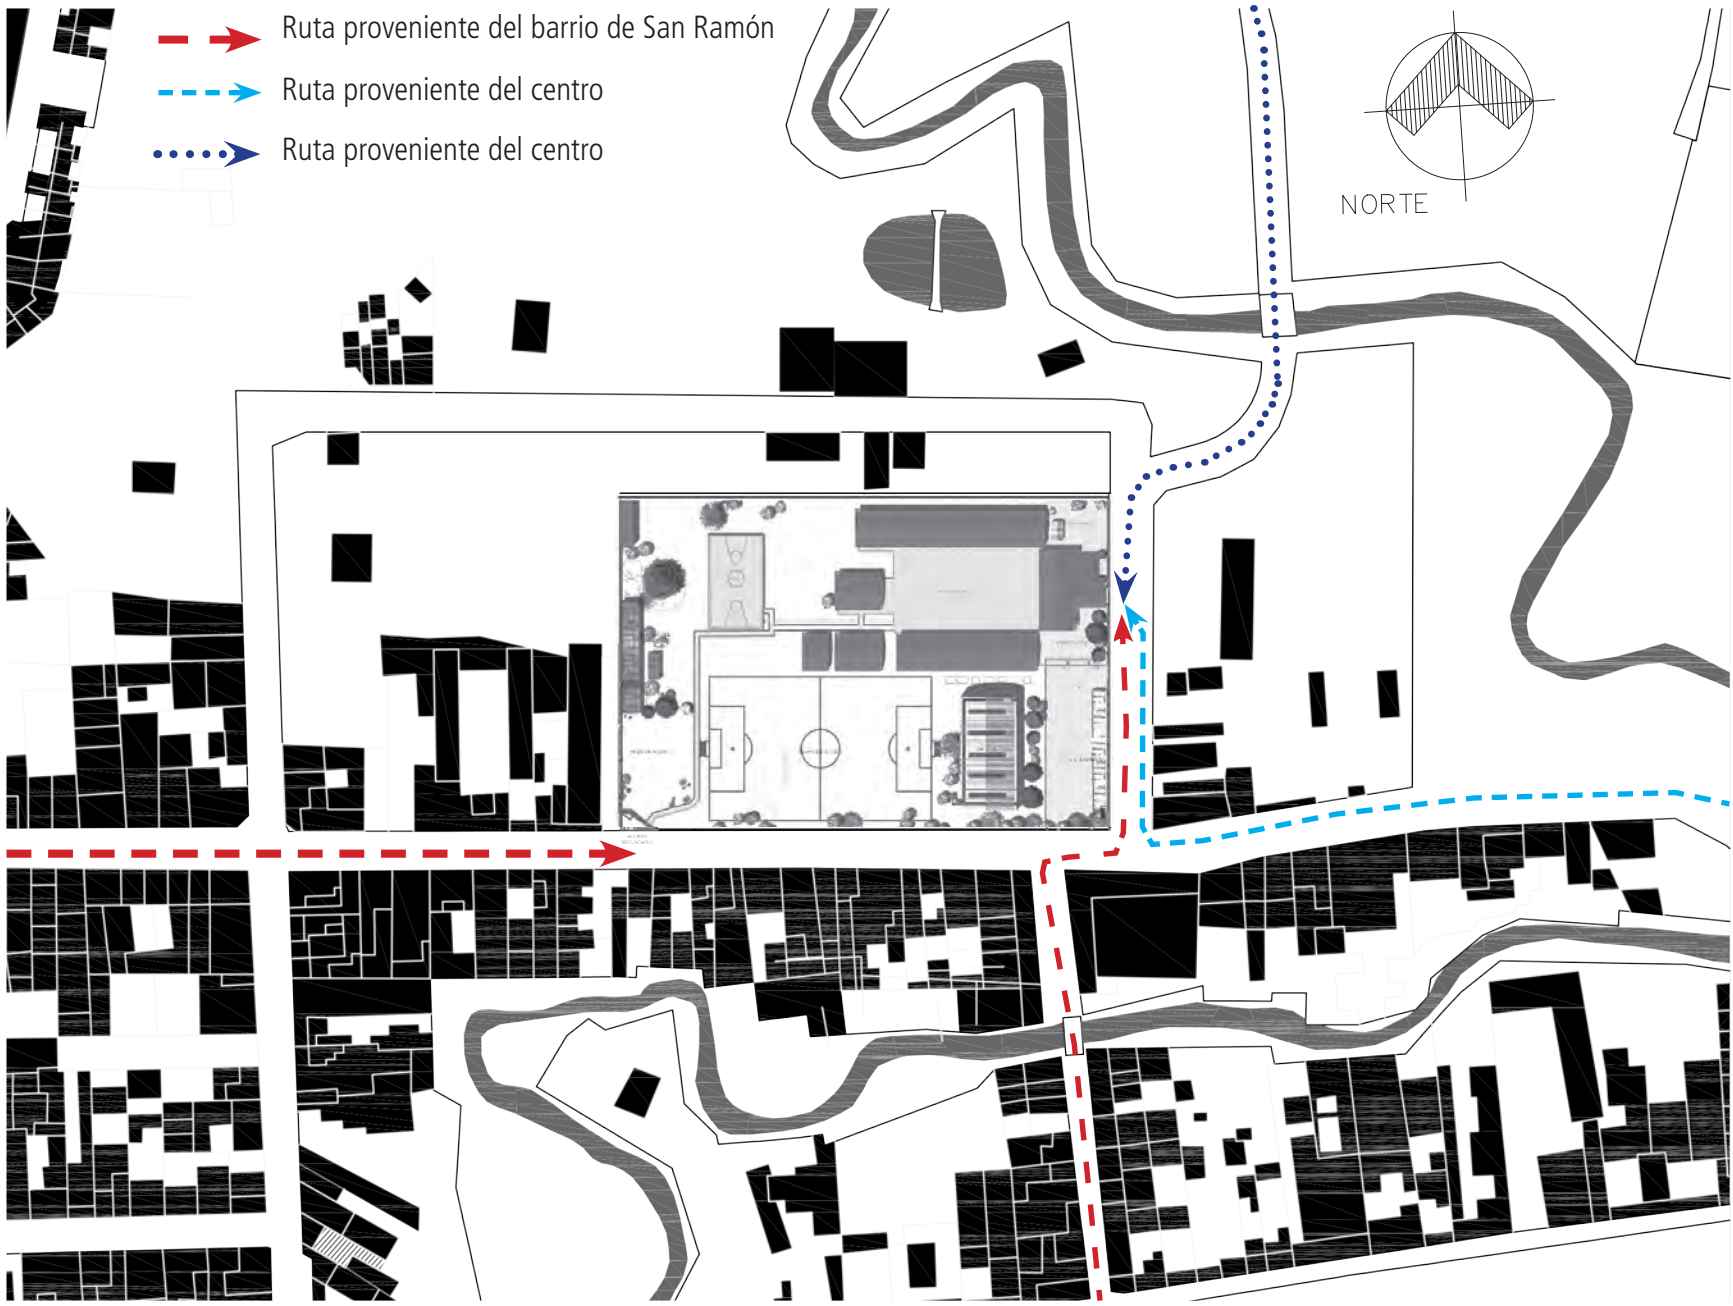 Ruta proveniente del barrio de San Ramón
Ruta proveniente del centro
Ruta proveniente del centro
NORTE